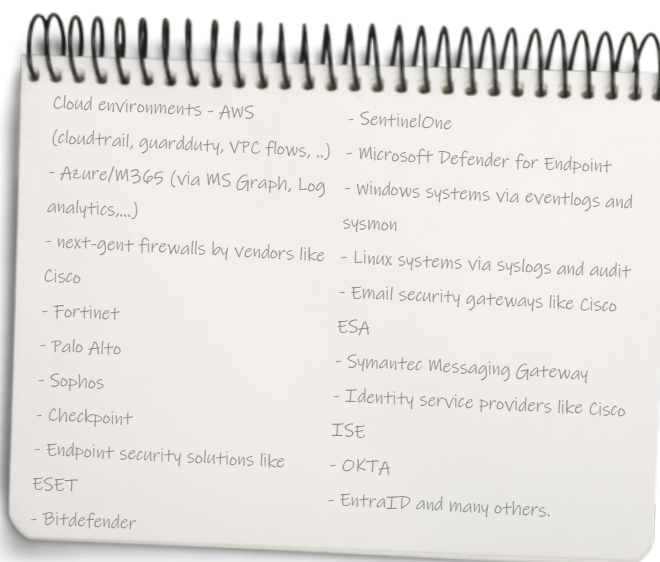 Cloud environments - AWS
(cloudtrail, guardduty, VPC flows, ..)
- Azure/M365 (via MS Graph, Log
analytics,...)
- next-gent firewalls by vendors like
Cisco
- Fortinet
- Palo Alto
- Sophos
- Checkpoint
- Endpoint security solutions like
ESET
- Bitdefender
- SentinelOne
- Microsoft Defender for Endpoint
- Windows systems via eventlogs and
sysmon
- Linux systems via syslogs and audit
- Email security gateways like Cisco
ESA
- Symantec Messaging Gateway
- Identity service providers like Cisco
ISE
- OKTA
- EntraID and many others.